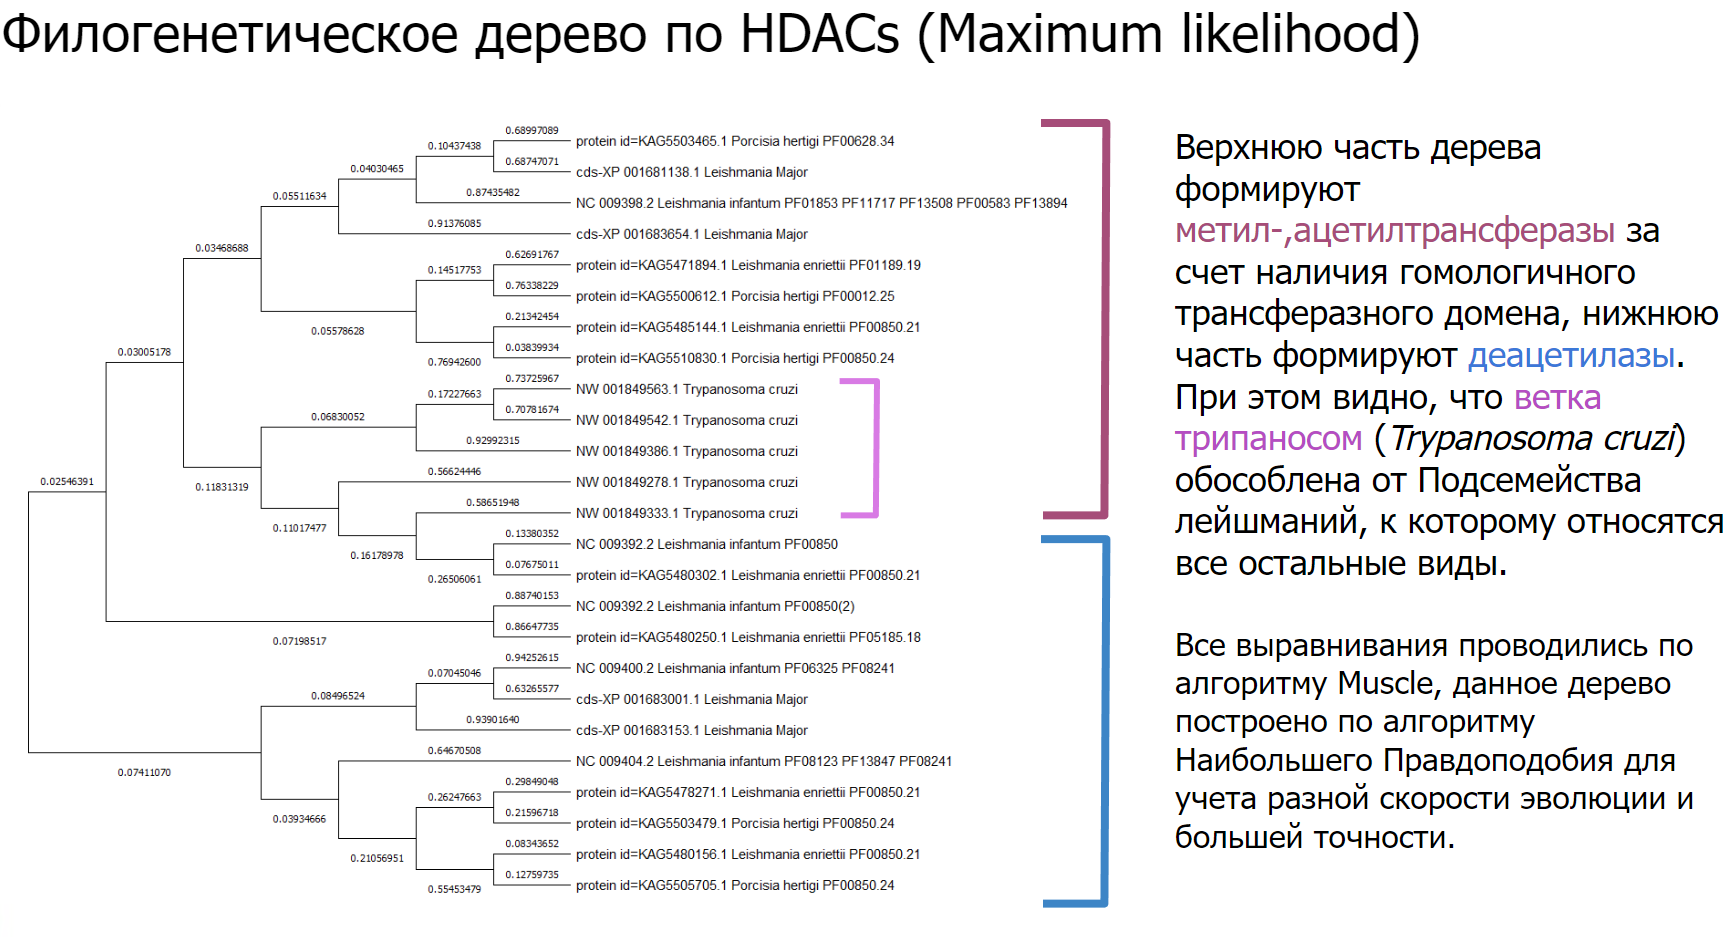 Филогенетическое дерево по HDACs (Maximum likelihood)
0.68997089
protein id=KAG5503465.1 Porcisia hertigi PF00628.34
0.10437438
0.68747071
cds-XP 001681138.1 Leishmania Major
0.04030465
0.87435482
NC 009398.2 Leishmania infantum PF01853 PF11717 PF13508 PF00583 PF13894
0.05511634
0.91376085
cds-XP 001683654.1 Leishmania Major
0.03468688
0.62691767
protein id=KAG5471894.1 Leishmania enriettii PF01189.19
0.14517753
0.76338229
protein id=KAG5500612.1 Porcisia hertigi PF00012.25
0.05578628
0.21342454
protein id=KAG5485144.1 Leishmania enriettii PF00850.21
0.76942600
0.03839934
protein id=KAG5510830.1 Porcisia hertigi PF00850.24
0.03005178
0.73725967
NW 001849563.1 Trypanosoma cruzi
0.17227663
0.70781674
NW 001849542.1 Trypanosoma cruzi
0.06830052
0.92992315
NW 001849386.1 Trypanosoma cruzi
0.11831319
0.56624446
NW 001849278.1 Trypanosoma cruzi
0.11017477
0.58651948
NW 001849333.1 Trypanosoma cruzi
0.16178978
0.13380352
NC 009392.2 Leishmania infantum PF00850
0.26506061
0.07675011
protein id=KAG5480302.1 Leishmania enriettii PF00850.21
0.02546391
0.88740153
NC 009392.2 Leishmania infantum PF00850(2)
0.07198517
0.86647735
protein id=KAG5480250.1 Leishmania enriettii PF05185.18
0.94252615
NC 009400.2 Leishmania infantum PF06325 PF08241
0.07045046
0.63265577
cds-XP 001683001.1 Leishmania Major
0.08496524
0.93901640
cds-XP 001683153.1 Leishmania Major
0.07411070
0.64670508
NC 009404.2 Leishmania infantum PF08123 PF13847 PF08241
0.03934666
0.29849048
protein id=KAG5478271.1 Leishmania enriettii PF00850.21
0.26247663
0.21596718
protein id=KAG5503479.1 Porcisia hertigi PF00850.24
0.21056951
0.08343652
protein id=KAG5480156.1 Leishmania enriettii PF00850.21
0.55453479
0.12759735
protein id=KAG5505705.1 Porcisia hertigi PF00850.24
Верхнюю часть дерева
формируют
метил-,ацетилтрансферазы за
счет наличия гомологичного
трансферазного домена, нижнюю
часть формируют деацетилазы.
При этом видно, что ветка
трипаносом (Trypanosoma cruzi)
обособлена от Подсемейства
лейшманий, к которому относятся
все остальные виды.
Все выравнивания проводились по
алгоритму Muscle, данное дерево
построено по алгоритму
Наибольшего Правдоподобия для
учета разной скорости эволюции и
большей точности.